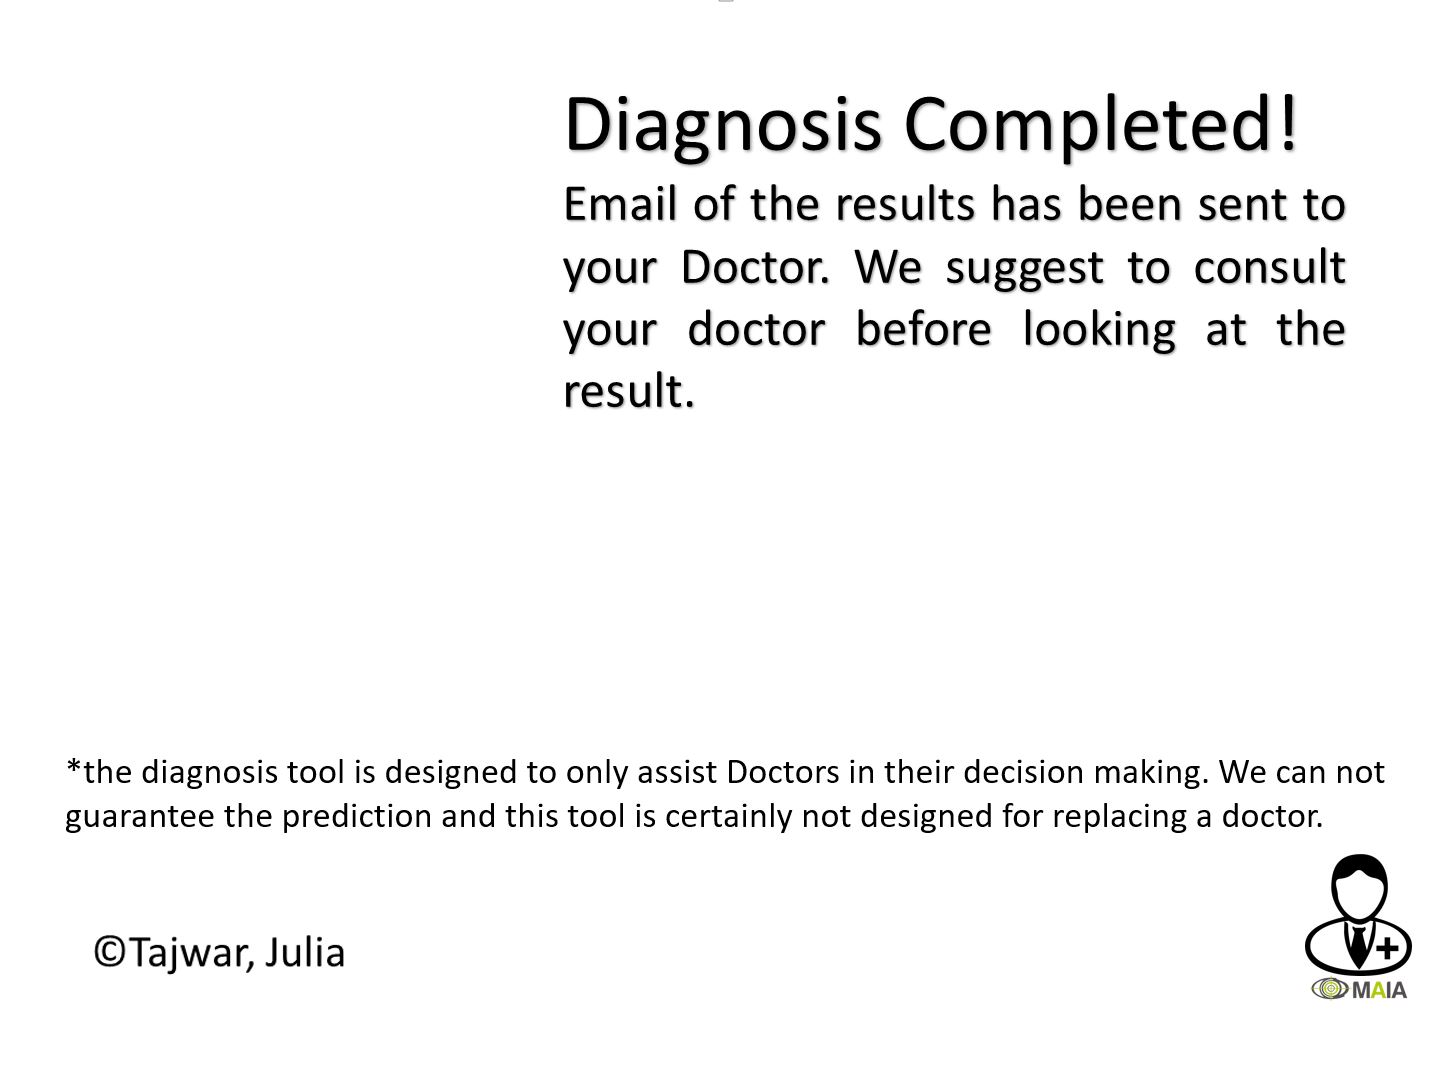 Diagnosis Completed!
Email of the results has been sent to
your Doctor. We suggest to consult
your doctor before looking at the
result.
*the diagnosis tool is designed to only assist Doctors in their decision making. We can not
guarantee the prediction and this tool is certainly not designed for replacing a doctor.
©Tajwar, Julia
MAIA